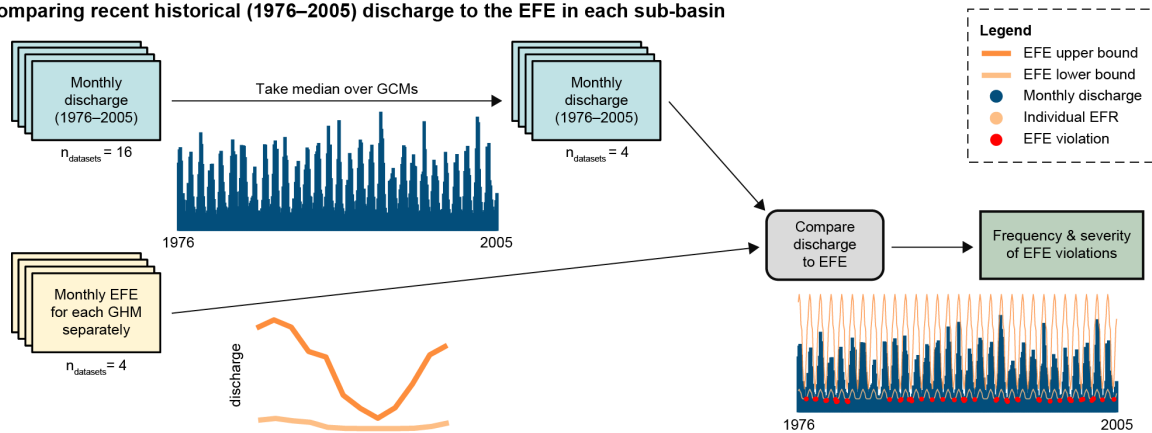 omparing recent historical (1976–2005) discharge to the EFE in each sub-basin
Monthly
discharge
(1976–2005)
n_datasets = 16
Take median over GCMs
1976
2005
Monthly
discharge
(1976–2005)
n_datasets = 4
Legend
EFE upper bound
EFE lower bound
Monthly discharge
Individual EFR
EFE violation
Monthly EFE
for each GHM
separately
n_datasets = 4
discharge
Compare
discharge
to EFE
Frequency & severity
of EFE violations
1976
2005